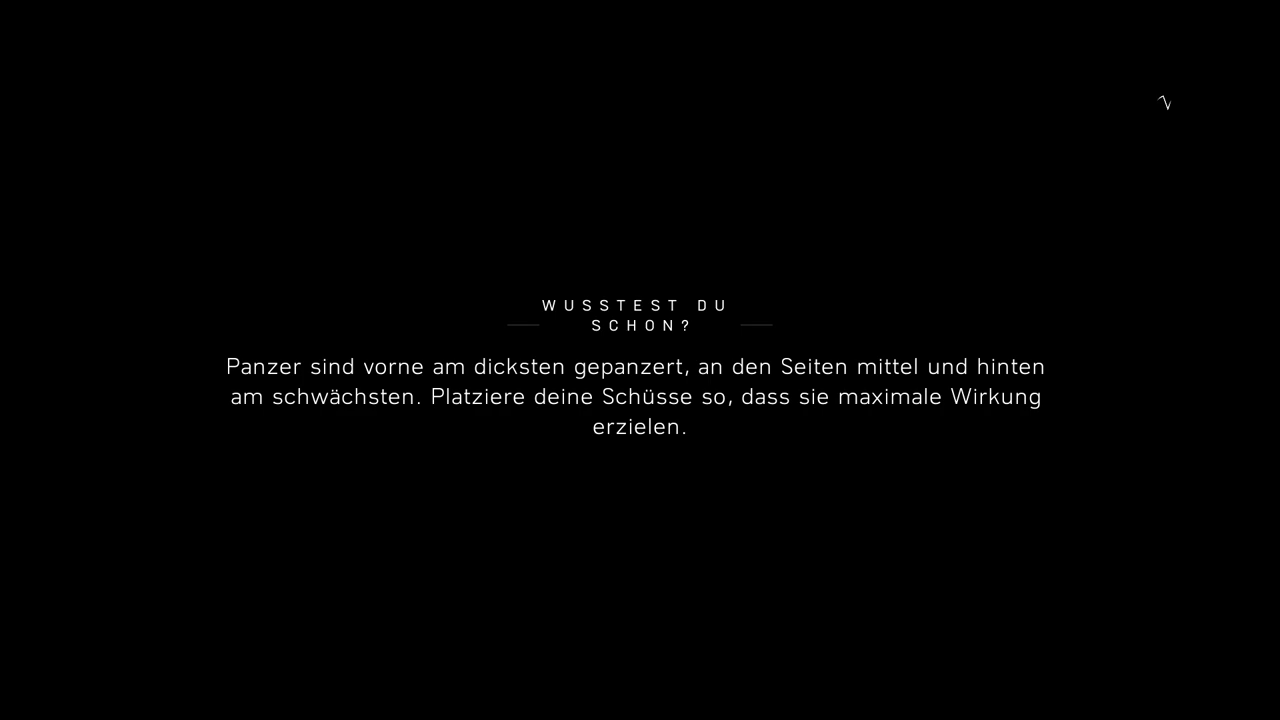 WUSSTEST DU
SCHON?
Panzer sind vorne am dicksten gepanzert, an den Seiten mittel und hinten
am schwächsten. Platziere deine Schüsse so, dass sie maximale Wirkung
erzielen.